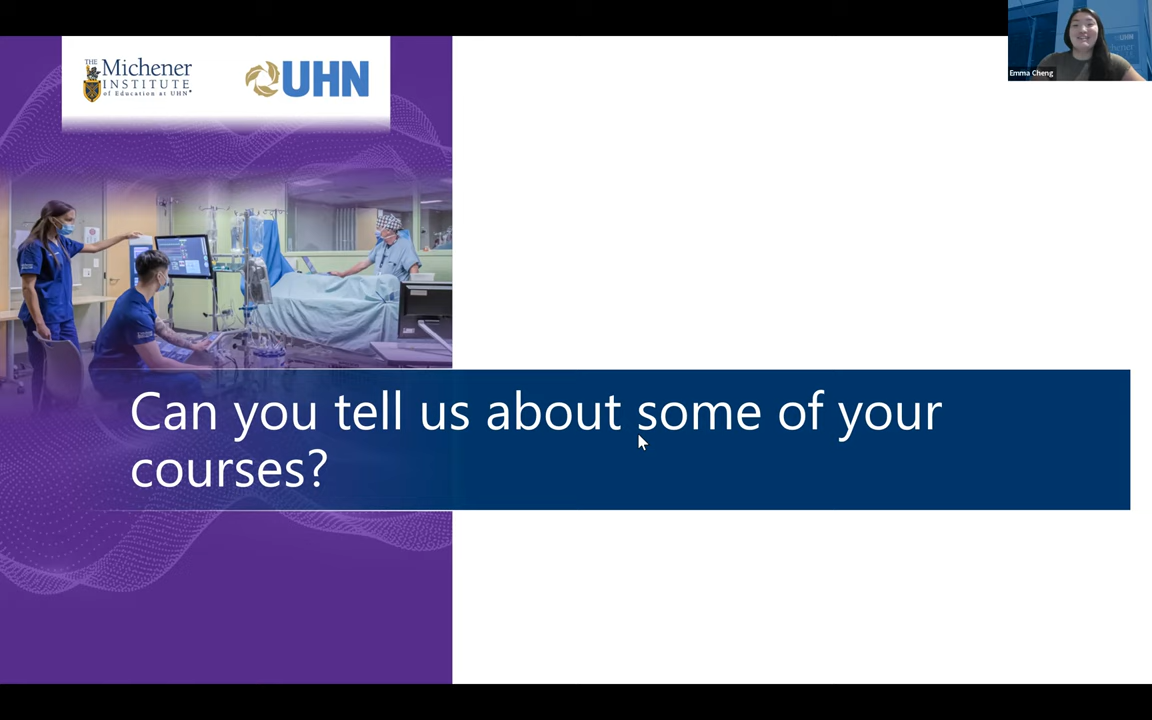 THE
Michener
INSTITUTE
of Education at UHN
UHN
Emma Cheng
Can you tell us about some of your
courses?